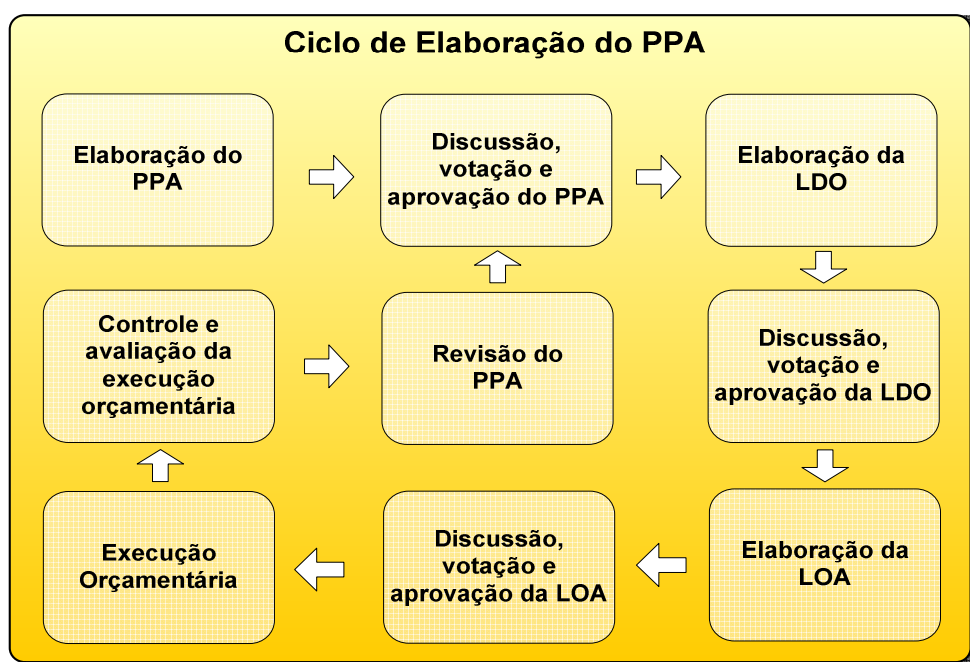 Ciclo de Elaboração do PPA
Elaboração do
PPA
Discussão,
votação e
aprovação do PPA
Elaboração da
LDO
Controle e
avaliação da
execução
orçamentária
Revisão do
PPA
Discussão,
votação e
aprovação da LDO
Execução
Orçamentária
Discussão,
votação e
aprovação da LOA
Elaboração da
LOA